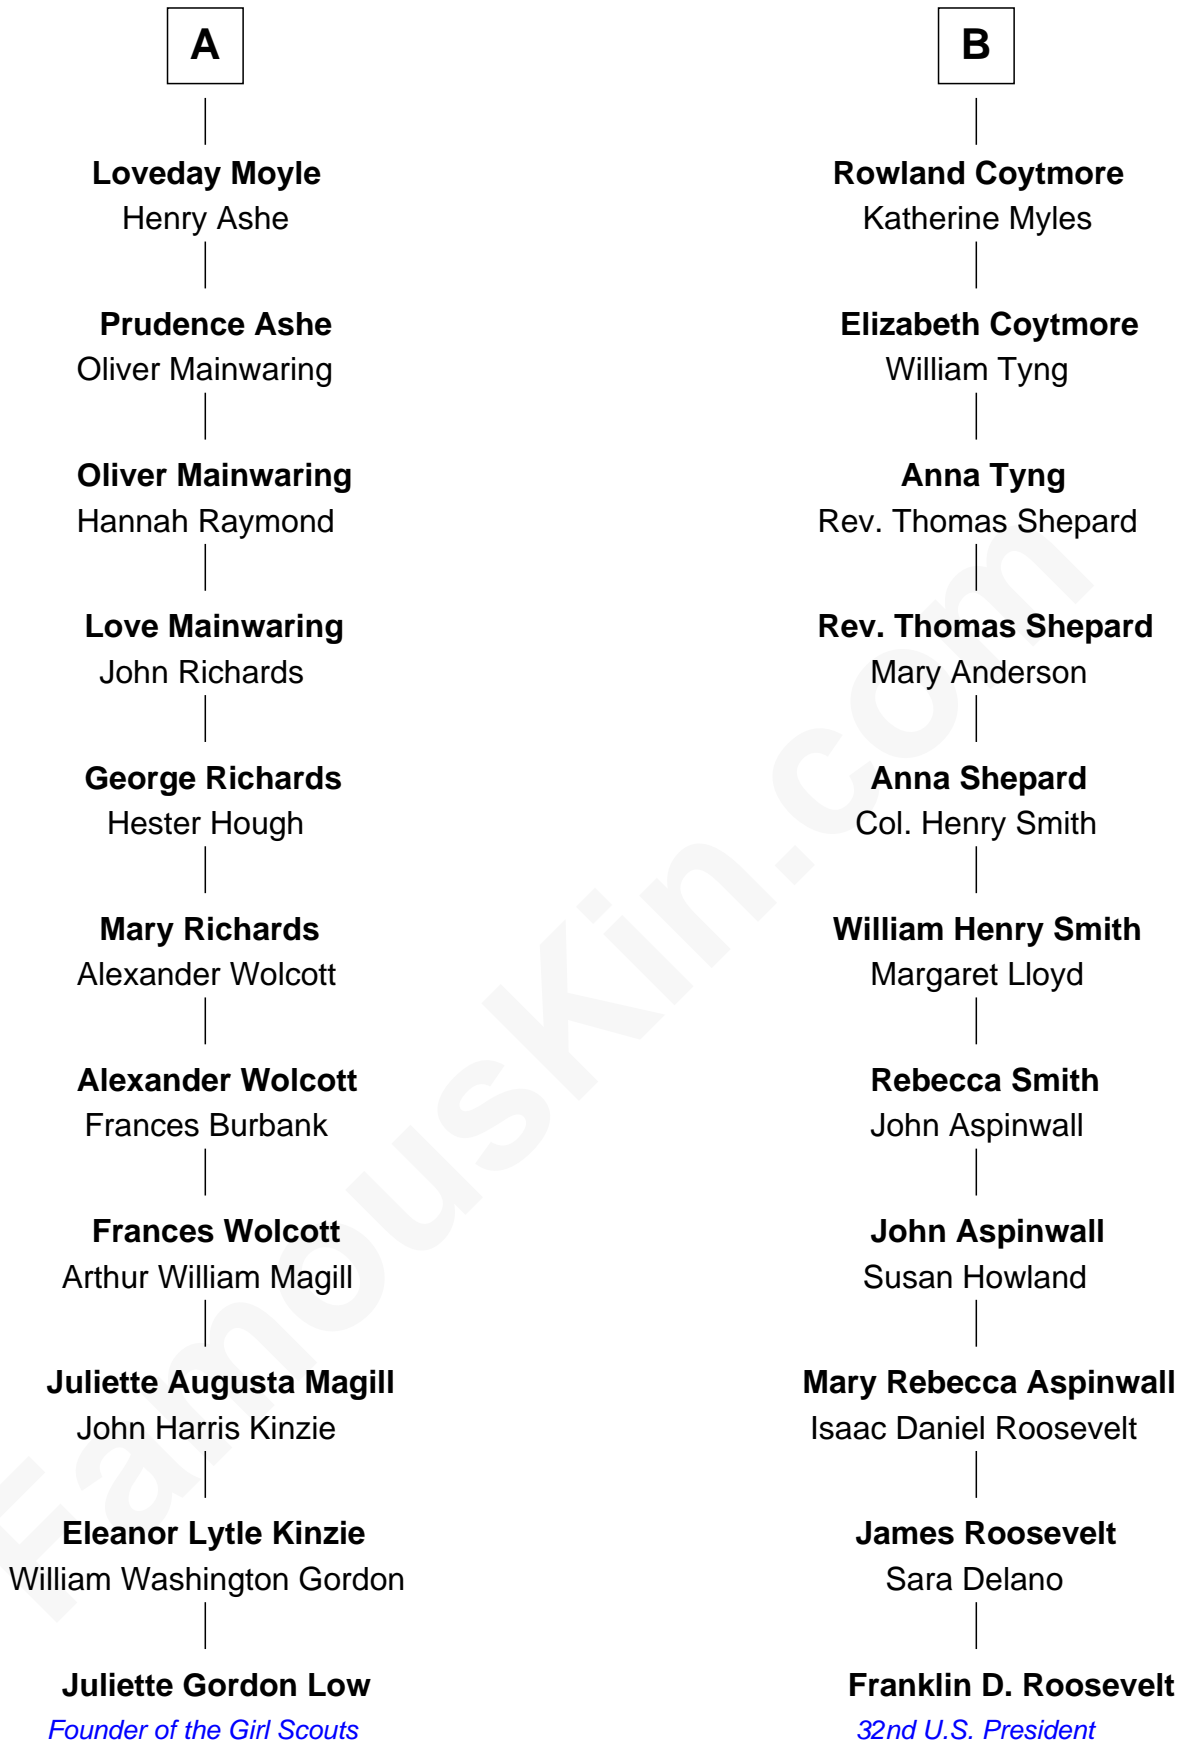 A
Loveday Moyle
Henry Ashe
Prudence Ashe
Oliver Mainwaring
Oliver Mainwaring
Hannah Raymond
Love Mainwaring
John Richards
George Richards
Hester Hough
Mary Richards
Alexander Wolcott
Alexander Wolcott
Frances Burbank
Frances Wolcott
Arthur William Magill
Juliette Augusta Magill
John Harris Kinzie
Eleanor Lytle Kinzie
William Washington Gordon
Juliette Gordon Low
Founder of the Girl Scouts
B
Rowland Coytmore
Katherine Myles
Elizabeth Coytmore
William Tyng
Anna Tyng
Rev. Thomas Shepard
Rev. Thomas Shepard
Mary Anderson
Anna Shepard
Col. Henry Smith
William Henry Smith
Margaret Lloyd
Rebecca Smith
John Aspinwall
John Aspinwall
Susan Howland
Mary Rebecca Aspinwall
Isaac Daniel Roosevelt
James Roosevelt
Sara Delano
Franklin D. Roosevelt
32nd U.S. President
FamousKin.com